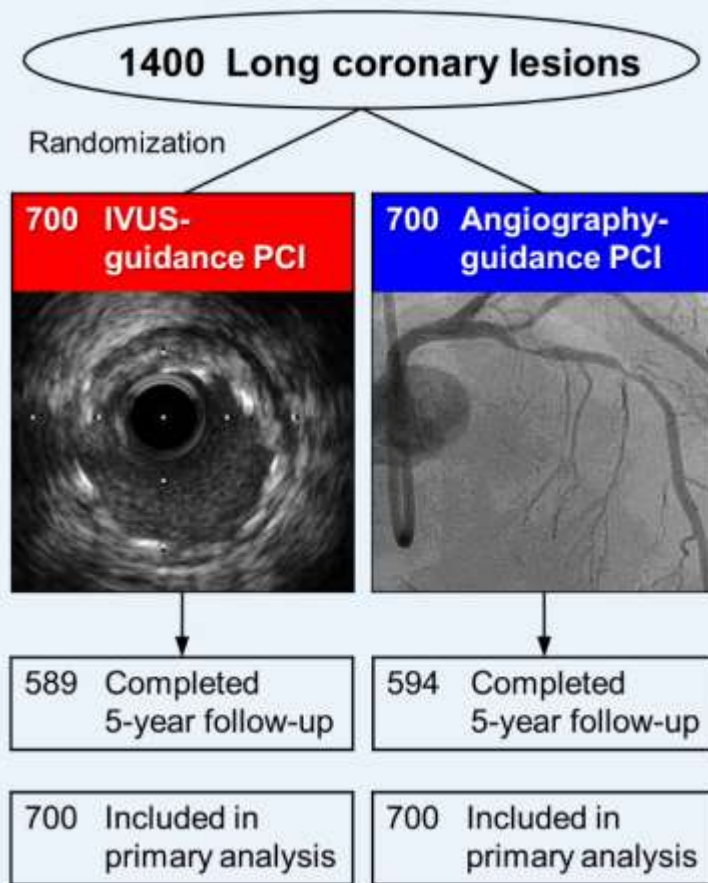 1400 Long coronary lesions
Randomization
700 IVUS-
guidance PCI
700 Angiography-
guidance PCI
589 Completed
5-year follow-up
594 Completed
5-year follow-up
700 Included in
primary analysis
700 Included in
primary analysis